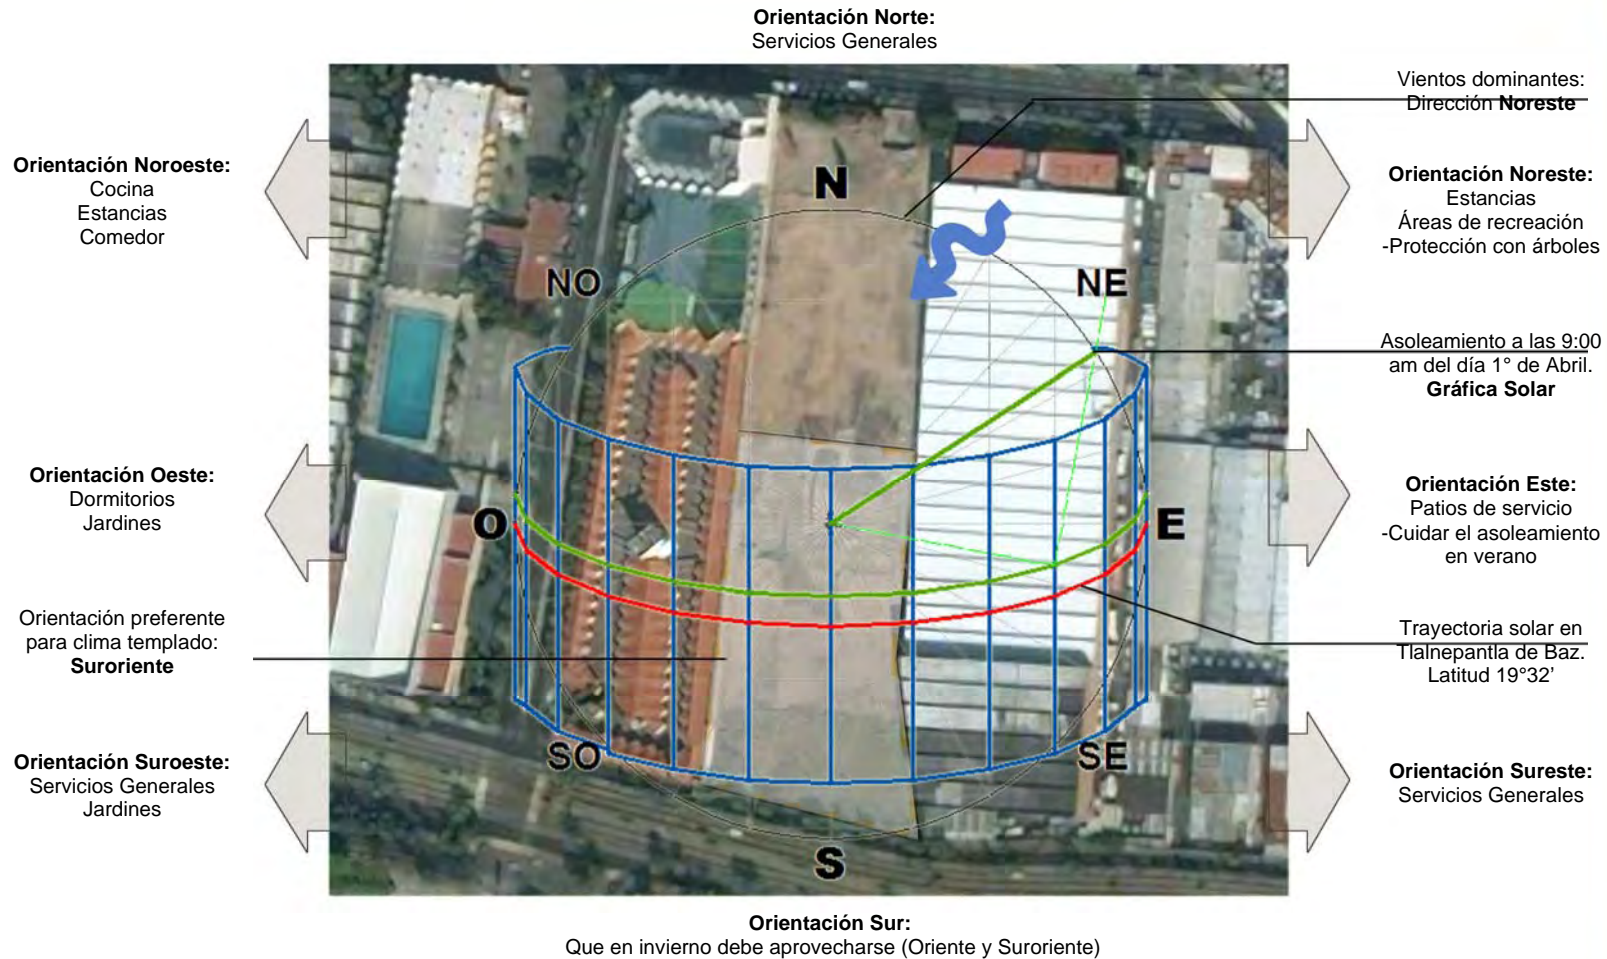 Orientación Norte:
Servicios Generales
Vientos dominantes:
Dirección Noreste
Orientación Noroeste:
Cocina
Estancias
Comedor
Orientación Noreste:
Estancias
Áreas de recreación
-Protección con árboles
N
NO
NE
Asoleamiento a las 9:00
am del día 1° de Abril.
Gráfica Solar
Orientación Oeste:
Dormitorios
Jardines
O
E
Orientación Este:
Patios de servicio
-Cuidar el asoleamiento
en verano
Orientación preferente
para clima templado:
Suroriente
Trayectoria solar en
Tlalnepantla de Baz.
Latitud 19°32’
Orientación Suroeste:
Servicios Generales
Jardines
SO
SE
S
Orientación Sureste:
Servicios Generales
Orientación Sur:
Que en invierno debe aprovecharse (Oriente y Suroriente)